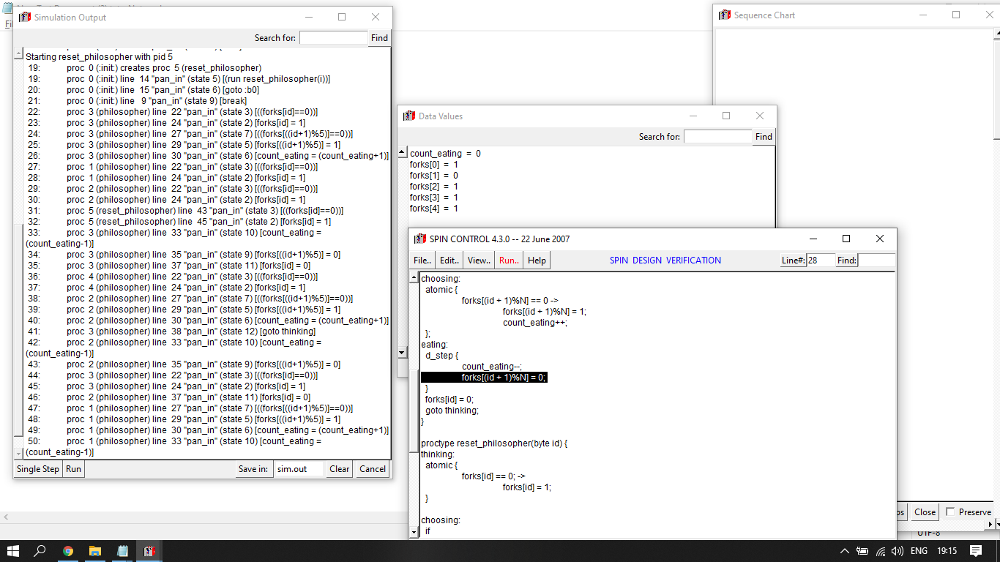 Simulation Output
Search for:
Find
Starting reset_philosopher with pid 5
19: proc 0 (:init:) creates proc 5 (reset_philosopher)
19: proc 0 (:init:) line 14 "pan_in" (state 5) [(run reset_philosopher(i))]
20: proc 0 (:init:) line 15 "pan_in" (state 6) [goto :b0]
21: proc 0 (:init:) line 9 "pan_in" (state 9) [break]
22: proc 3 (philosopher) line 22 "pan_in" (state 3) [((forks[id]==0))]
23: proc 3 (philosopher) line 24 "pan_in" (state 2) [forks[id] = 1]
24: proc 3 (philosopher) line 27 "pan_in" (state 7) [((forks[((id+1)%5)]==0))]
25: proc 3 (philosopher) line 29 "pan_in" (state 5) [forks[((id+1)%5)] = 1]
26: proc 3 (philosopher) line 30 "pan_in" (state 6) [count_eating = (count_eating+1)]
27: proc 1 (philosopher) line 22 "pan_in" (state 3) [((forks[id]==0))]
28: proc 1 (philosopher) line 24 "pan_in" (state 2) [forks[id] = 1]
29: proc 2 (philosopher) line 22 "pan_in" (state 3) [((forks[id]==0))]
30: proc 2 (philosopher) line 24 "pan_in" (state 2) [forks[id] = 1]
31: proc 5 (reset_philosopher) line 43 "pan_in" (state 3) [((forks[id]==0))]
32: proc 5 (reset_philosopher) line 45 "pan_in" (state 2) [forks[id] = 1]
33: proc 3 (philosopher) line 33 "pan_in" (state 10) [count_eating =
(count_eating-1)]
34: proc 3 (philosopher) line 35 "pan_in" (state 9) [forks[((id+1)%5)] = 0]
35: proc 3 (philosopher) line 37 "pan_in" (state 11) [forks[id] = 0]
36: proc 4 (philosopher) line 22 "pan_in" (state 3) [((forks[id]==0))]
37: proc 4 (philosopher) line 24 "pan_in" (state 2) [forks[id] = 1]
38: proc 2 (philosopher) line 27 "pan_in" (state 7) [((forks[((id+1)%5)]==0))]
39: proc 2 (philosopher) line 29 "pan_in" (state 5) [forks[((id+1)%5)] = 1]
40: proc 2 (philosopher) line 30 "pan_in" (state 6) [count_eating = (count_eating+1)]
41: proc 3 (philosopher) line 38 "pan_in" (state 12) [goto thinking]
42: proc 2 (philosopher) line 33 "pan_in" (state 10) [count_eating =
(count_eating-1)]
43: proc 2 (philosopher) line 35 "pan_in" (state 9) [forks[((id+1)%5)] = 0]
44: proc 3 (philosopher) line 22 "pan_in" (state 3) [((forks[id]==0))]
45: proc 3 (philosopher) line 24 "pan_in" (state 2) [forks[id] = 1]
46: proc 2 (philosopher) line 37 "pan_in" (state 11) [forks[id] = 0]
47: proc 1 (philosopher) line 27 "pan_in" (state 7) [((forks[((id+1)%5)]==0))]
48: proc 1 (philosopher) line 29 "pan_in" (state 5) [forks[((id+1)%5)] = 1]
49: proc 1 (philosopher) line 30 "pan_in" (state 6) [count_eating = (count_eating+1)]
50: proc 1 (philosopher) line 33 "pan_in" (state 10) [count_eating =
(count_eating-1)]
Single Step Run Save in: sim.out Clear Cancel
Data Values
Search for: Find
count_eating = 0
forks[0] = 1
forks[1] = 0
forks[2] = 1
forks[3] = 1
forks[4] = 1
Sequence Chart
SPIN CONTROL 4.3.0 -- 22 June 2007
File.. Edit.. View.. Run.. Help SPIN DESIGN VERIFICATION Line#: 28 Find:
choosing:
atomic {
forks[(id + 1)%N] == 0 ->
forks[(id + 1)%N] = 1;
count_eating++;
};
eating:
d_step {
count_eating--;
forks[(id + 1)%N] = 0;
}
forks[id] = 0;
goto thinking;
}
proctype reset_philosopher(byte id) {
thinking:
atomic {
forks[id] == 0; ->
forks[id] = 1;
}
choosing:
if
Close Preserve
UTF-8
ENG 19:15